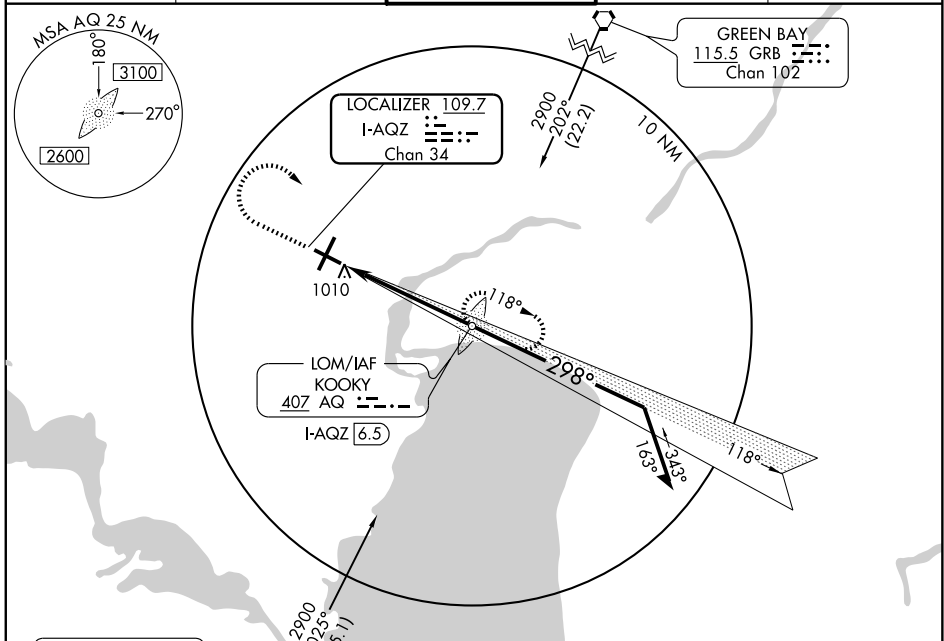 MSA AQ 25 NM
180°
3100
270°
2600
LOCALIZER 109.7
I-AQZ
Chan 34
GREEN BAY
115.5 GRB
Chan 102
2900
202°
(22.2)
10 NM
1010
118°
LOM/IAF
KOOKY
407 AQ
I-AQZ 6.5
298°
343°
163°
118°
2900
025°